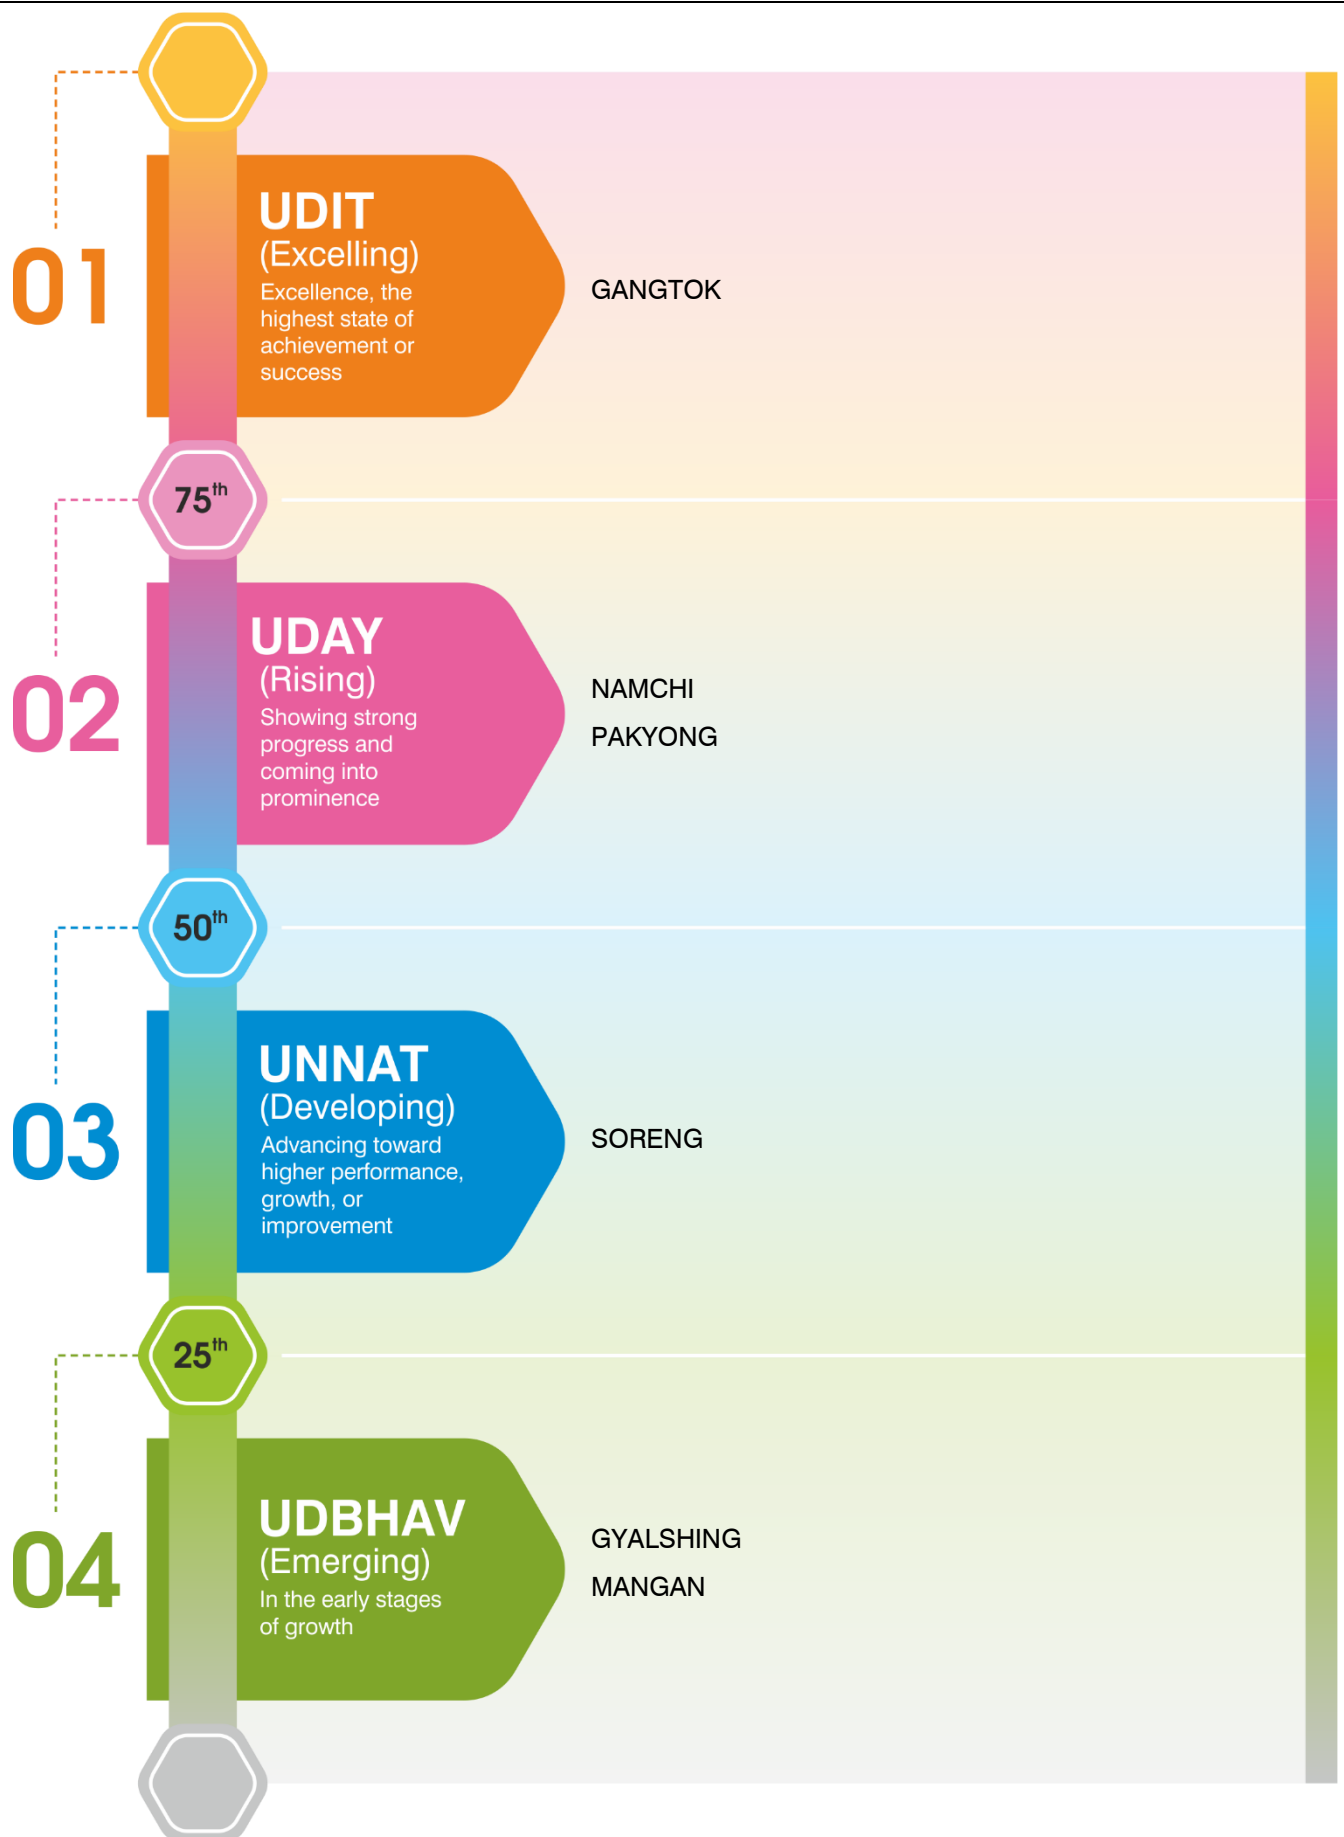 01
UDIT
(Excelling)
Excellence, the
highest state of
achievement or
success
GANGTOK
75th
02
UDAY
(Rising)
Showing strong
progress and
coming into
prominence
NAMCHI
PAKYONG
50th
03
UNNAT
(Developing)
Advancing toward
higher performance,
growth, or
improvement
SORENG
25th
04
UDBHAV
(Emerging)
In the early stages
of growth
GYALSHING
MANGAN